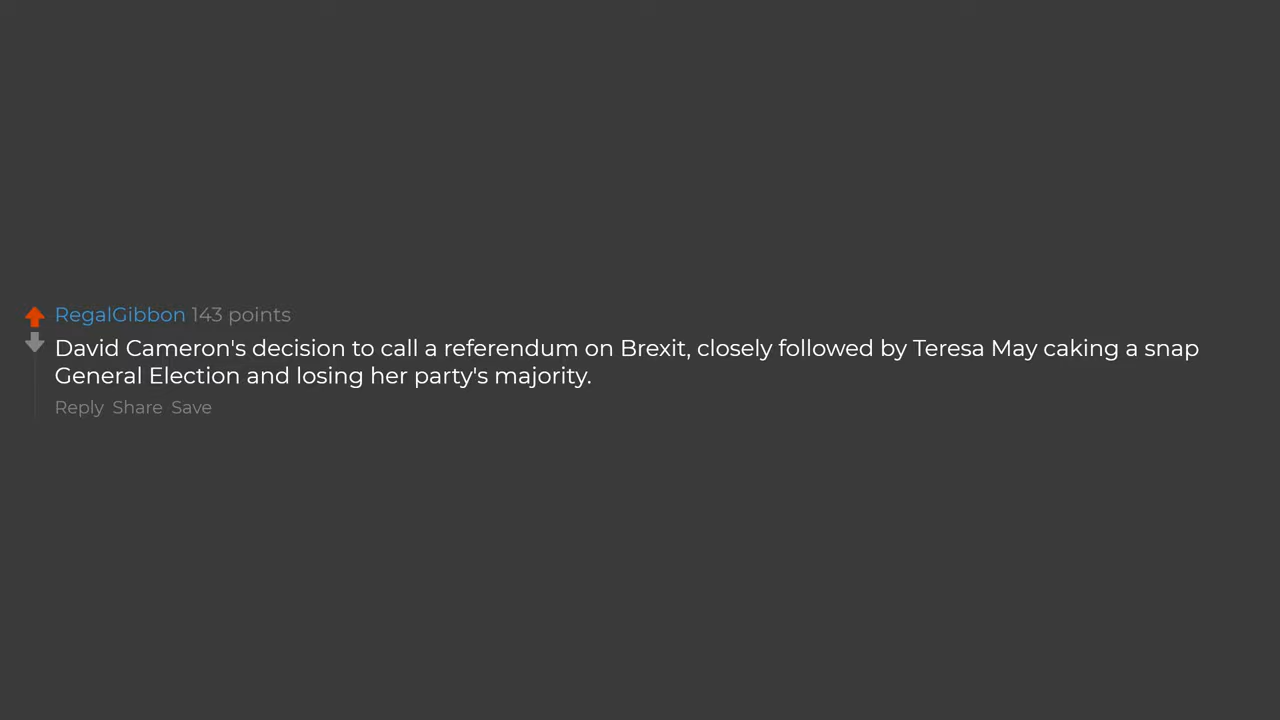 RegalGibbon 143 points
David Cameron's decision to call a referendum on Brexit, closely followed by Teresa May caking a snap
General Election and losing her party's majority.
Reply Share Save